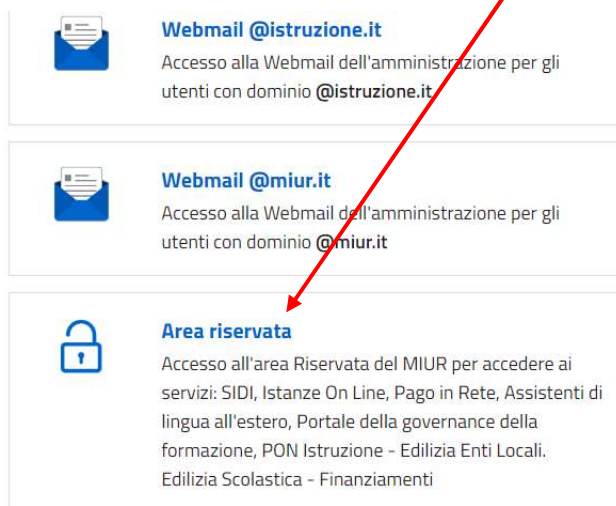 Webmail @istruzione.it
Accesso alla Webmail dell'amministrazione per gli
utenti con dominio @istruzione.it
Webmail @miur.it
Accesso alla Webmail dell'amministrazione per gli
utenti con dominio @miur.it
Area riservata
Accesso all'area Riservata del MIUR per accedere ai
servizi: SIDI, Istanze On Line, Pago in Rete, Assistenti di
lingua all'estero, Portale della governance della
formazione, PON Istruzione - Edilizia Enti Locali.
Edilizia Scolastica - Finanziamenti